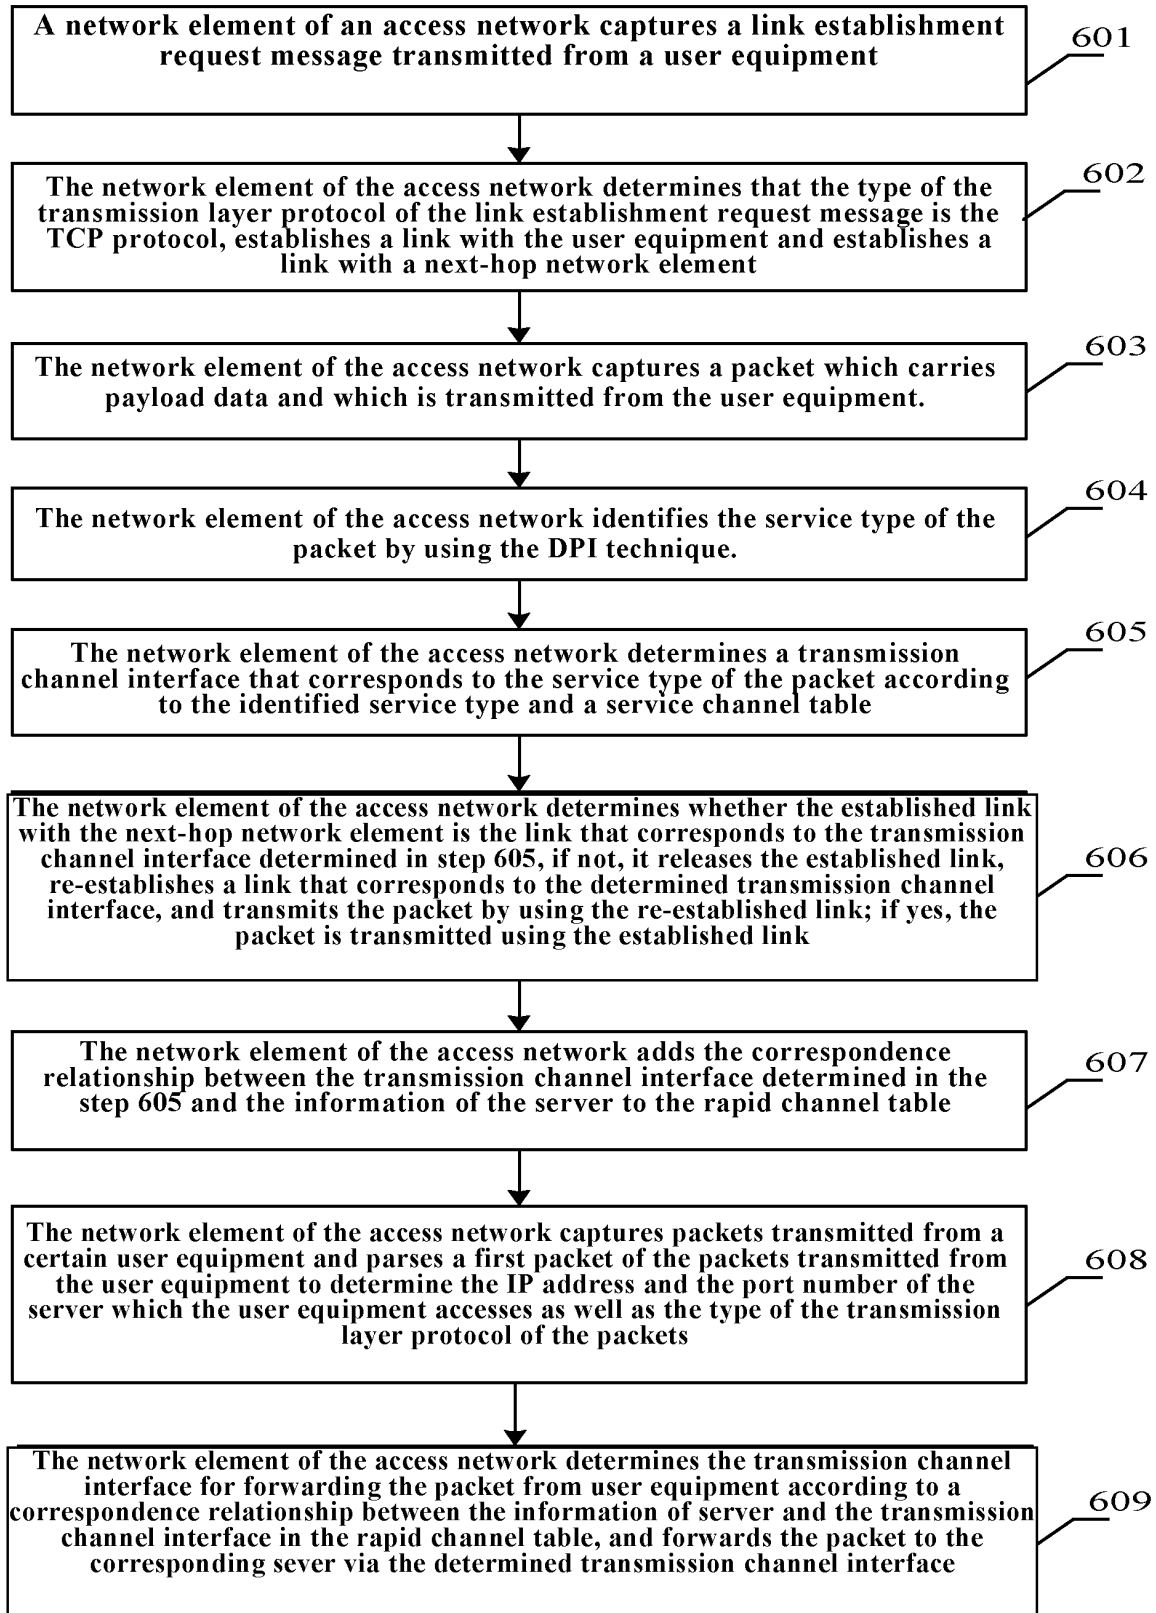 A network element of an access network captures a link establishment
request message transmitted from a user equipment
601
The network element of the access network determines that the type of the
transmission layer protocol of the link establishment request message is the
TCP protocol, establishes a link with the user equipment and establishes a
link with a next-hop network element
602
The network element of the access network captures a packet which carries
payload data and which is transmitted from the user equipment.
603
The network element of the access network identifies the service type of the
packet by using the DPI technique.
604
The network element of the access network determines a transmission
channel interface that corresponds to the service type of the packet according
to the identified service type and a service channel table
605
The network element of the access network determines whether the established link
with the next-hop network element is the link that corresponds to the transmission
channel interface determined in step 605, if not, it releases the established link,
re-establishes a link that corresponds to the determined transmission channel
interface, and transmits the packet by using the re-established link; if yes, the
packet is transmitted using the established link
606
The network element of the access network adds the correspondence
relationship between the transmission channel interface determined in the
step 605 and the information of the server to the rapid channel table
607
The network element of the access network captures packets transmitted from a
certain user equipment and parses a first packet of the packets transmitted from
the user equipment to determine the IP address and the port number of the
server which the user equipment accesses as well as the type of the transmission
layer protocol of the packets
608
The network element of the access network determines the transmission channel
interface for forwarding the packet from user equipment according to a
correspondence relationship between the information of server and the transmission
channel interface in the rapid channel table, and forwards the packet to the
corresponding sever via the determined transmission channel interface
609